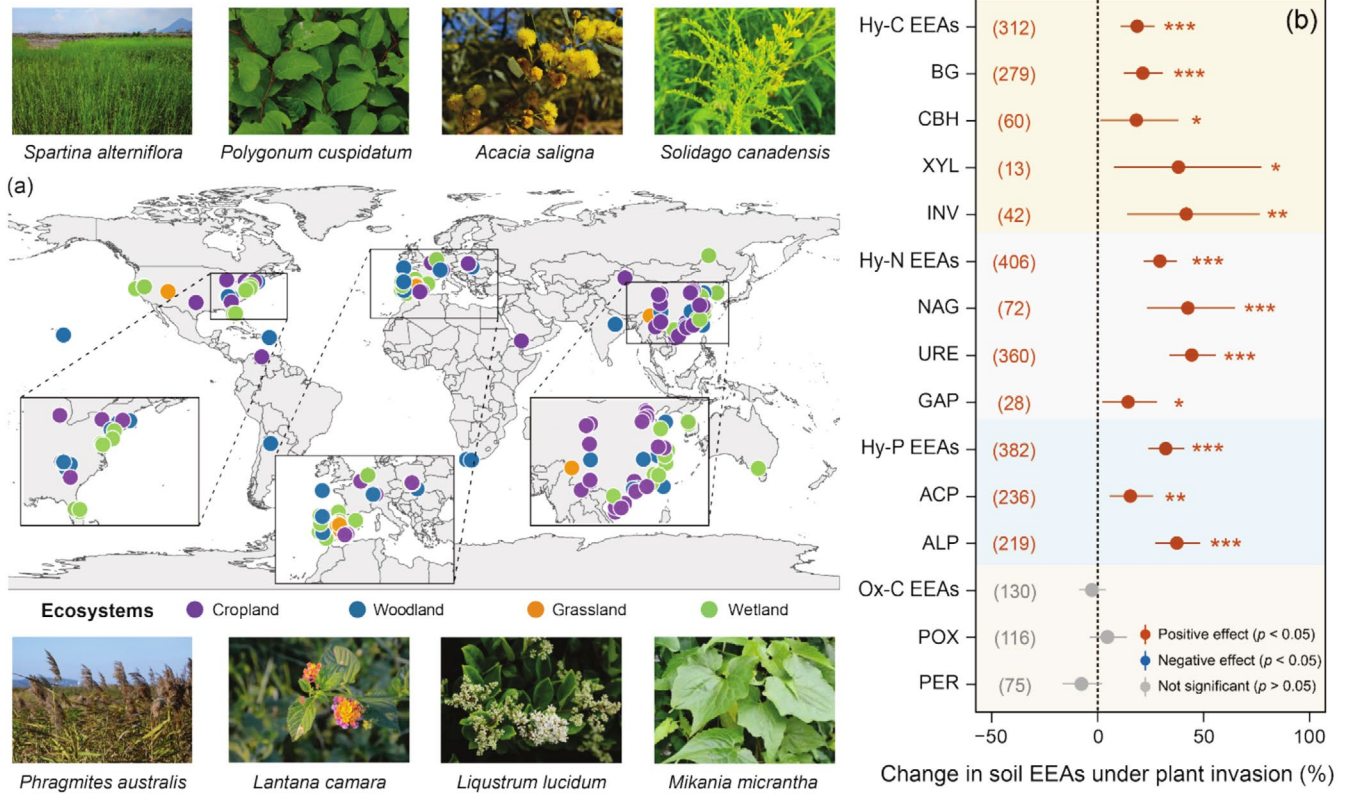 Spartina alterniflora
Polygonum cuspidatum
Acacia saligna
Solidago canadensis
(a)
Ecosystems
Cropland
Woodland
Grassland
Wetland
Phragmites australis
Lantana camara
Liqustrum lucidum
Mikania micrantha
(b)
Hy-C EEAs (312) ***
BG (279) ***
CBH (60) *
XYL (13) *
INV (42) **
Hy-N EEAs (406) ***
NAG (72) ***
URE (360) ***
GAP (28) *
Hy-P EEAs (382) ***
ACP (236) **
ALP (219) ***
Ox-C EEAs (130)
POX (116)
PER (75)
Positive effect (p < 0.05)
Negative effect (p < 0.05)
Not significant (p > 0.05)
−50 0 50 100
Change in soil EEAs under plant invasion (%)